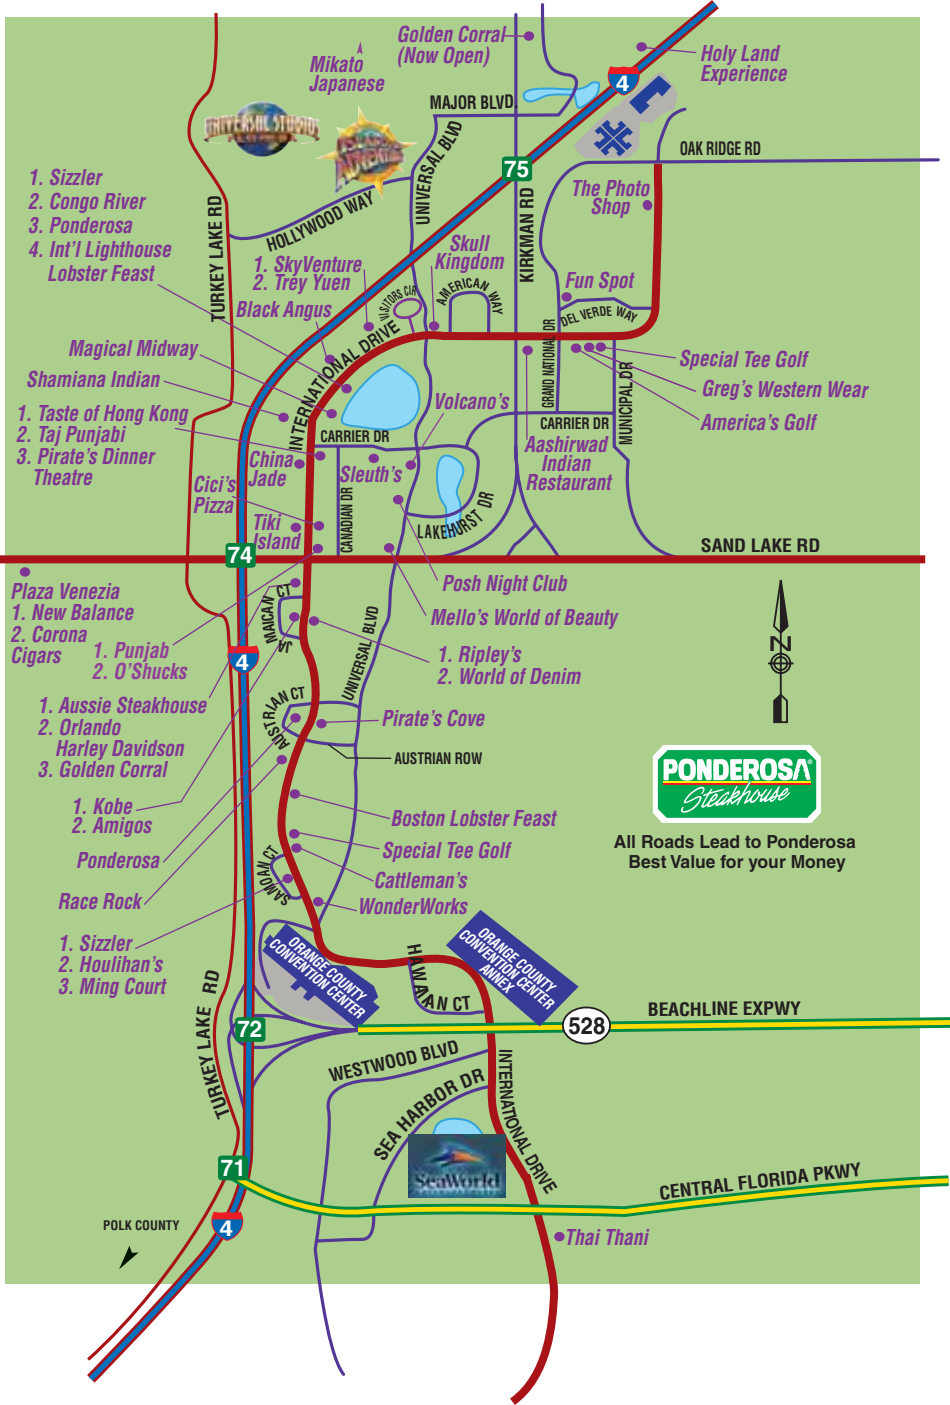 Golden Corral
(Now Open)
Mikato
Japanese
Holy Land
Experience
4
MAJOR BLVD.
UNIVERSAL STUDIOS
ISLANDS OF ADVENTURE
UNIVERSAL BLVD
75
OAK RIDGE RD
1. Sizzler
2. Congo River
3. Ponderosa
4. Int'l Lighthouse
Lobster Feast
The Photo
Shop
TURKEY LAKE RD
HOLLYWOOD WAY
KIRKMAN RD
Skull
Kingdom
1. SkyVenture
2. Trey Yuen
Black Angus
VISITORS CIR
AMERICAN WAY
Fun Spot
DEL VERDE WAY
INTERNATIONAL DRIVE
GRAND NATIONAL DR
MUNICIPAL DR
Magical Midway
Shamiana Indian
Special Tee Golf
Greg's Western Wear
America's Golf
Volcano's
1. Taste of Hong Kong
2. Taj Punjabi
3. Pirate's Dinner
Theatre
CARRIER DR
CARRIER DR
China
Jade
Sleuth's
Aashirwad
Indian
Restaurant
Cici's
Pizza
CANADIAN DR
LAKEHURST DR
Tiki
Island
SAND LAKE RD
74
Plaza Venezia
1. New Balance
2. Corona
Cigars
Posh Night Club
Mello's World of Beauty
JAMAICAN CT
UNIVERSAL BLVD
N
1. Punjab
2. O'Shucks
4
1. Ripley's
2. World of Denim
1. Aussie Steakhouse
2. Orlando
Harley Davidson
3. Golden Corral
AUSTRIAN CT
Pirate's Cove
AUSTRIAN ROW
PONDEROSA®
Steakhouse
All Roads Lead to Ponderosa
Best Value for your Money
1. Kobe
2. Amigos
Boston Lobster Feast
Ponderosa
Special Tee Golf
SAMOAN CT
Cattleman's
Race Rock
WonderWorks
1. Sizzler
2. Houlihan's
3. Ming Court
ORANGE COUNTY
CONVENTION CENTER
HAWAIIAN CT
ORANGE COUNTY
CONVENTION CENTER
ANNEX
TURKEY LAKE RD
72
528
BEACHLINE EXPWY
WESTWOOD BLVD
SEA HARBOR DR
INTERNATIONAL DRIVE
SeaWorld
71
CENTRAL FLORIDA PKWY
POLK COUNTY
4
Thai Thani